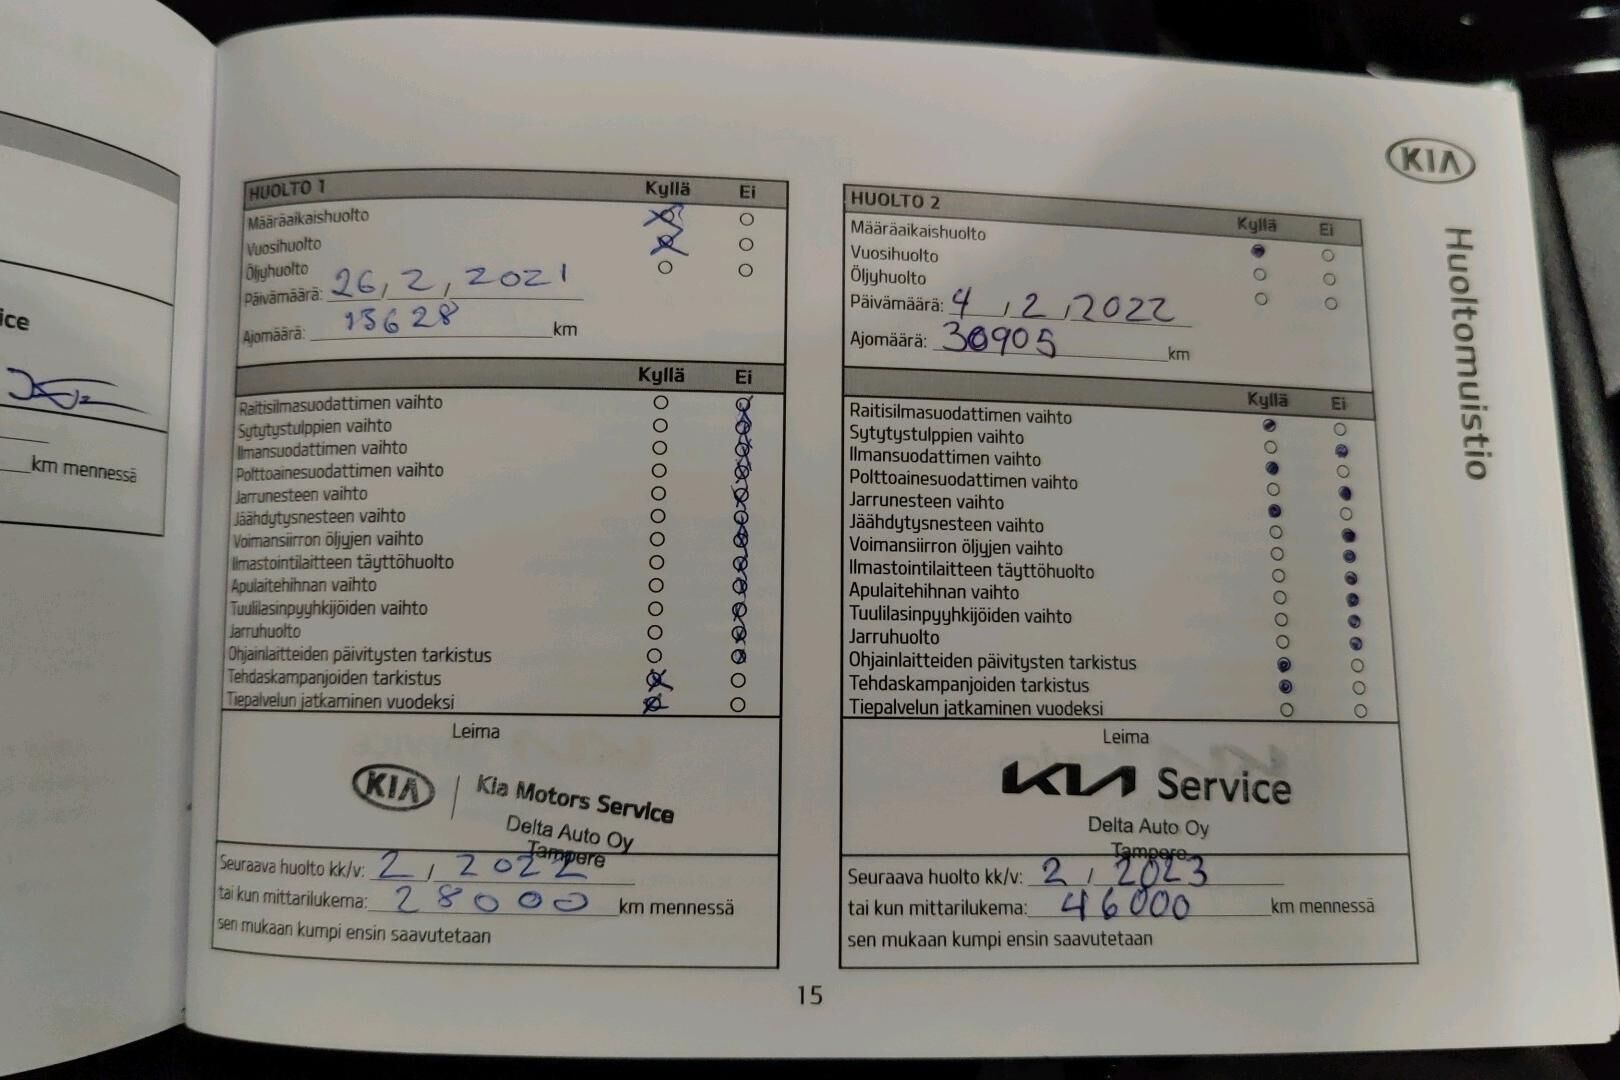 ice
km mennessä
HUOLTO 1 Kyllä Ei
Määräaikaishuolto
Vuosihuolto
Öljyhuolto
Päivämäärä: 26, 2, 2021
Ajomäärä: 15628 km
Kyllä Ei
Raitisilmasuodattimen vaihto
Sytytystulppien vaihto
Ilmansuodattimen vaihto
Polttoainesuodattimen vaihto
Jarrunesteen vaihto
Jäähdytysnesteen vaihto
Voimansiirron öljyjen vaihto
Ilmastointilaitteen täyttöhuolto
Apulaitehihnan vaihto
Tuulilasinpyyhkijöiden vaihto
Jarruhuolto
Ohjainlaitteiden päivitysten tarkistus
Tehdaskampanjoiden tarkistus
Tiepalvelun jatkaminen vuodeksi
Leima
KIA Kia Motors Service
Delta Auto Oy
Tampere
Seuraava huolto kk/v: 2, 2022
tai kun mittarilukema: 28000 km mennessä
sen mukaan kumpi ensin saavutetaan
HUOLTO 2 Kyllä Ei
Määräaikaishuolto
Vuosihuolto
Öljyhuolto
Päivämäärä: 4, 2, 2022
Ajomäärä: 30905 km
Kyllä Ei
Raitisilmasuodattimen vaihto
Sytytystulppien vaihto
Ilmansuodattimen vaihto
Polttoainesuodattimen vaihto
Jarrunesteen vaihto
Jäähdytysnesteen vaihto
Voimansiirron öljyjen vaihto
Ilmastointilaitteen täyttöhuolto
Apulaitehihnan vaihto
Tuulilasinpyyhkijöiden vaihto
Jarruhuolto
Ohjainlaitteiden päivitysten tarkistus
Tehdaskampanjoiden tarkistus
Tiepalvelun jatkaminen vuodeksi
Leima
KIA Service
Delta Auto Oy
Tampere
Seuraava huolto kk/v: 2, 2023
tai kun mittarilukema: 46000 km mennessä
sen mukaan kumpi ensin saavutetaan
KIA
Huoltomuistio
15